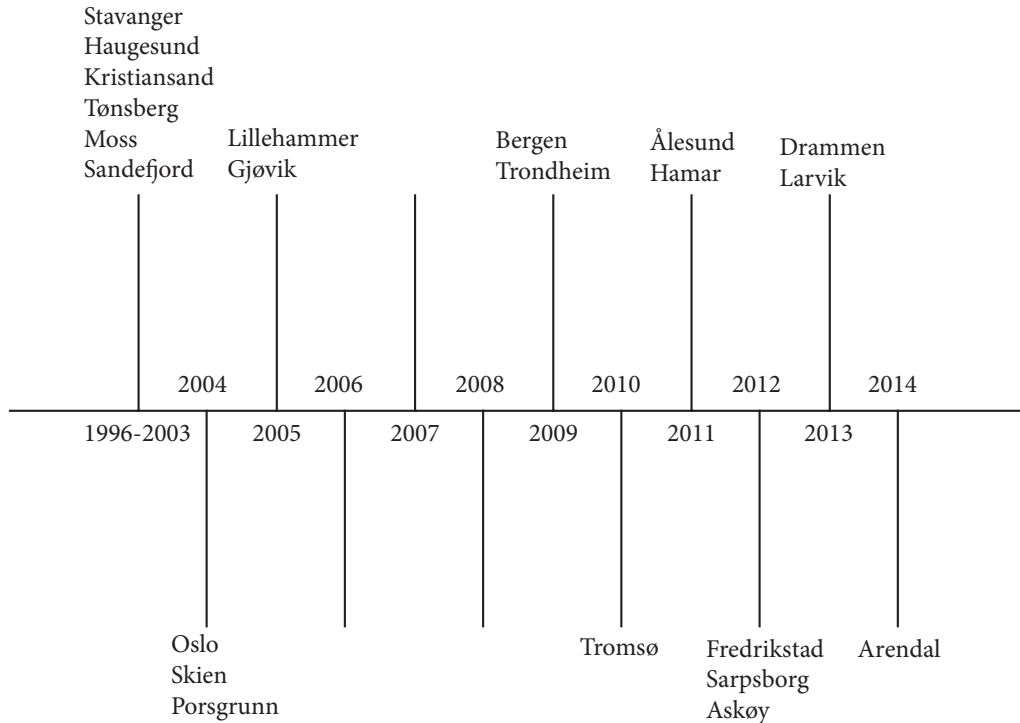 Stavanger
Haugesund
Kristiansand
Tønsberg
Moss
Sandefjord
Lillehammer
Gjøvik
Bergen
Trondheim
Ålesund
Hamar
Drammen
Larvik
2004
2006
2008
2010
2012
2014
1996-2003
2005
2007
2009
2011
2013
Oslo
Skien
Porsgrunn
Tromsø
Fredrikstad
Sarpsborg
Askøy
Arendal